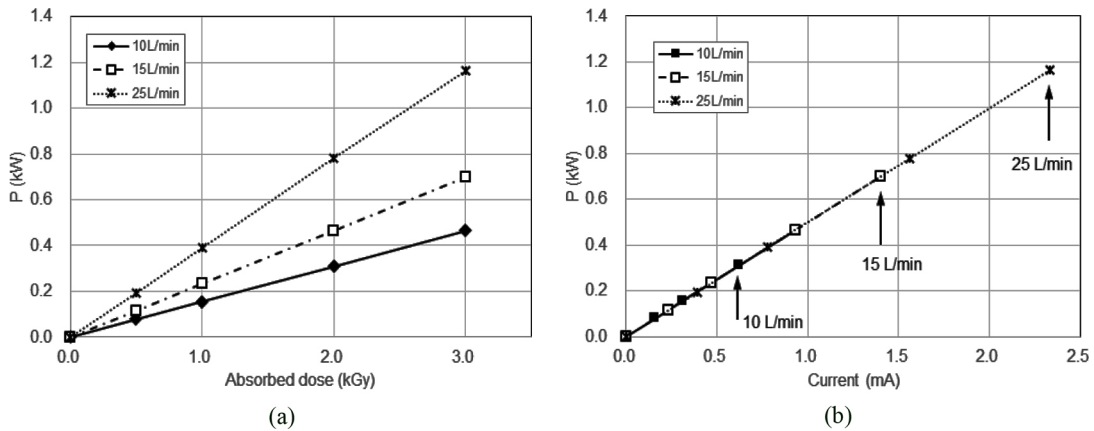 1.4
1.2
1.0
0.8
0.6
0.4
0.2
0.0
P (kW)
10L/min
15L/min
25L/min
0.0 1.0 2.0 3.0
Absorbed dose (kGy)
(a)
1.4
1.2
1.0
0.8
0.6
0.4
0.2
0.0
P (kW)
10L/min
15L/min
25L/min
25 L/min
15 L/min
10 L/min
0.0 0.5 1.0 1.5 2.0 2.5
Current (mA)
(b)